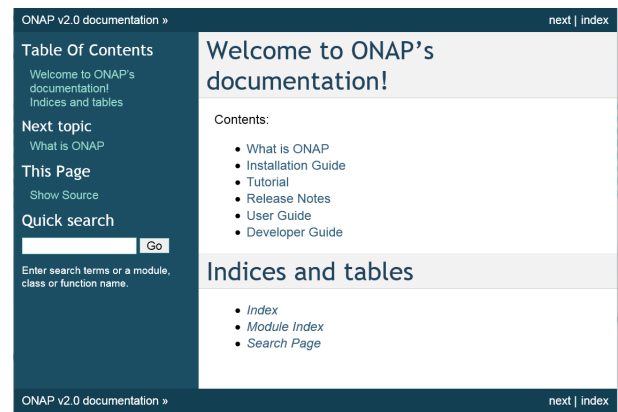 ONAP v2.0 documentation » next | index
Table Of Contents
Welcome to ONAP's
documentation!
Indices and tables
Next topic
What is ONAP
This Page
Show Source
Quick search
Go
Enter search terms or a module,
class or function name.
Welcome to ONAP's
documentation!
Contents:
• What is ONAP
• Installation Guide
• Tutorial
• Release Notes
• User Guide
• Developer Guide
Indices and tables
• Index
• Module Index
• Search Page
ONAP v2.0 documentation » next | index